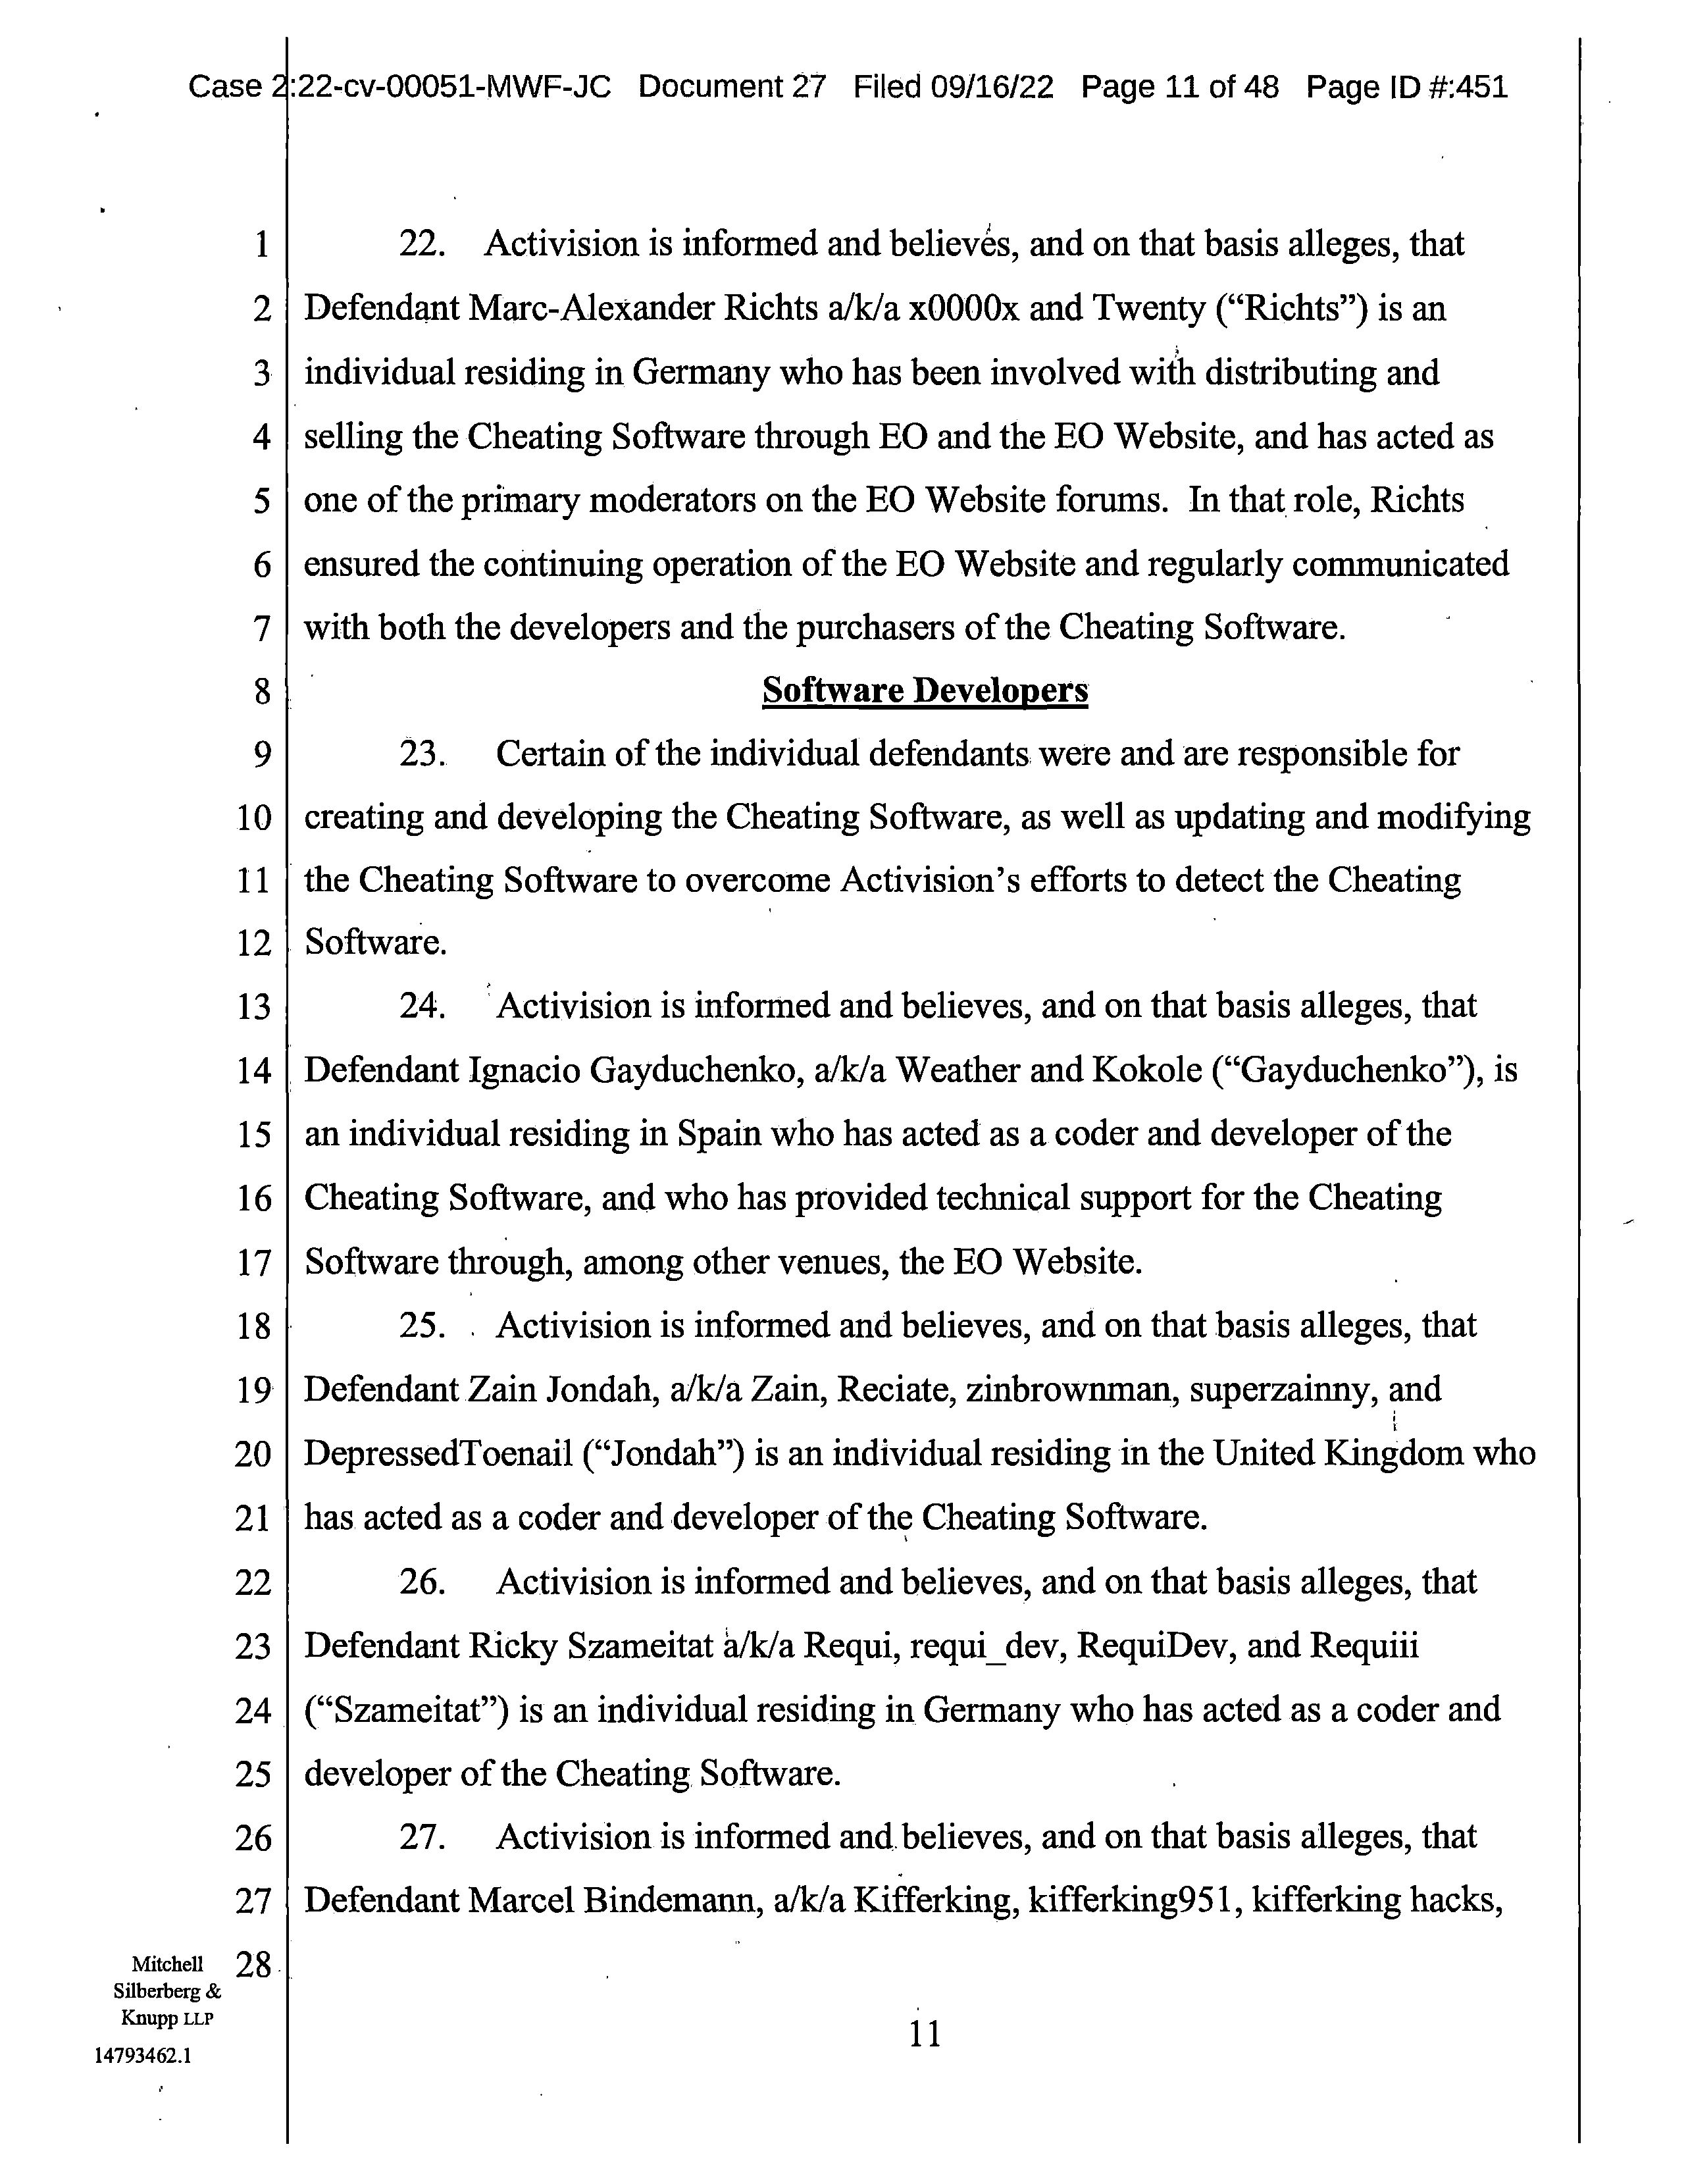 Case 2:22-cv-00051-MWF-JC Document 27 Filed 09/16/22 Page 11 of 48 Page ID #:451
1 22. Activision is informed and believes, and on that basis alleges, that
2 Defendant Marc-Alexander Richts a/k/a x0000x and Twenty (“Richts”) is an
3 individual residing in Germany who has been involved with distributing and
4 selling the Cheating Software through EO and the EO Website, and has acted as
5 one of the primary moderators on the EO Website forums. In that role, Richts
6 ensured the continuing operation of the EO Website and regularly communicated
7 with both the developers and the purchasers of the Cheating Software.
8 Software Developers
9 23. Certain of the individual defendants were and are responsible for
10 creating and developing the Cheating Software, as well as updating and modifying
11 the Cheating Software to overcome Activision’s efforts to detect the Cheating
12 Software.
13 24. Activision is informed and believes, and on that basis alleges, that
14 Defendant Ignacio Gayduchenko, a/k/a Weather and Kokole (“Gayduchenko”), is
15 an individual residing in Spain who has acted as a coder and developer of the
16 Cheating Software, and who has provided technical support for the Cheating
17 Software through, among other venues, the EO Website.
18 25. Activision is informed and believes, and on that basis alleges, that
19 Defendant Zain Jondah, a/k/a Zain, Reciate, zinbrownman, superzainny, and
20 DepressedToenail (“Jondah”) is an individual residing in the United Kingdom who
21 has acted as a coder and developer of the Cheating Software.
22 26. Activision is informed and believes, and on that basis alleges, that
23 Defendant Ricky Szameitat a/k/a Requi, requi_dev, RequiDev, and Requiii
24 (“Szameitat”) is an individual residing in Germany who has acted as a coder and
25 developer of the Cheating Software.
26 27. Activision is informed and believes, and on that basis alleges, that
27 Defendant Marcel Bindemann, a/k/a Kifferking, kifferking951, kifferking hacks,
28
Mitchell
Silberberg &
Knupp LLP
14793462.1
11